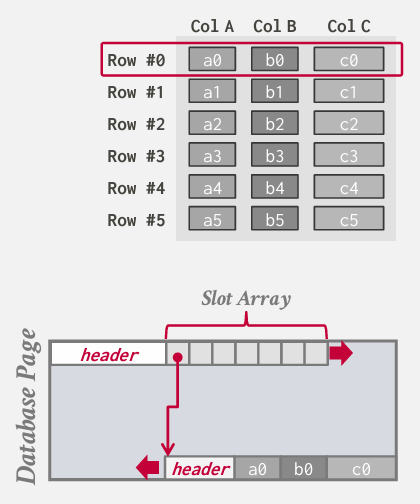 Col A Col B Col C
Row #0 a0 b0 c0
Row #1 a1 b1 c1
Row #2 a2 b2 c2
Row #3 a3 b3 c3
Row #4 a4 b4 c4
Row #5 a5 b5 c5
Slot Array
Database Page
header
header a0 b0 c0